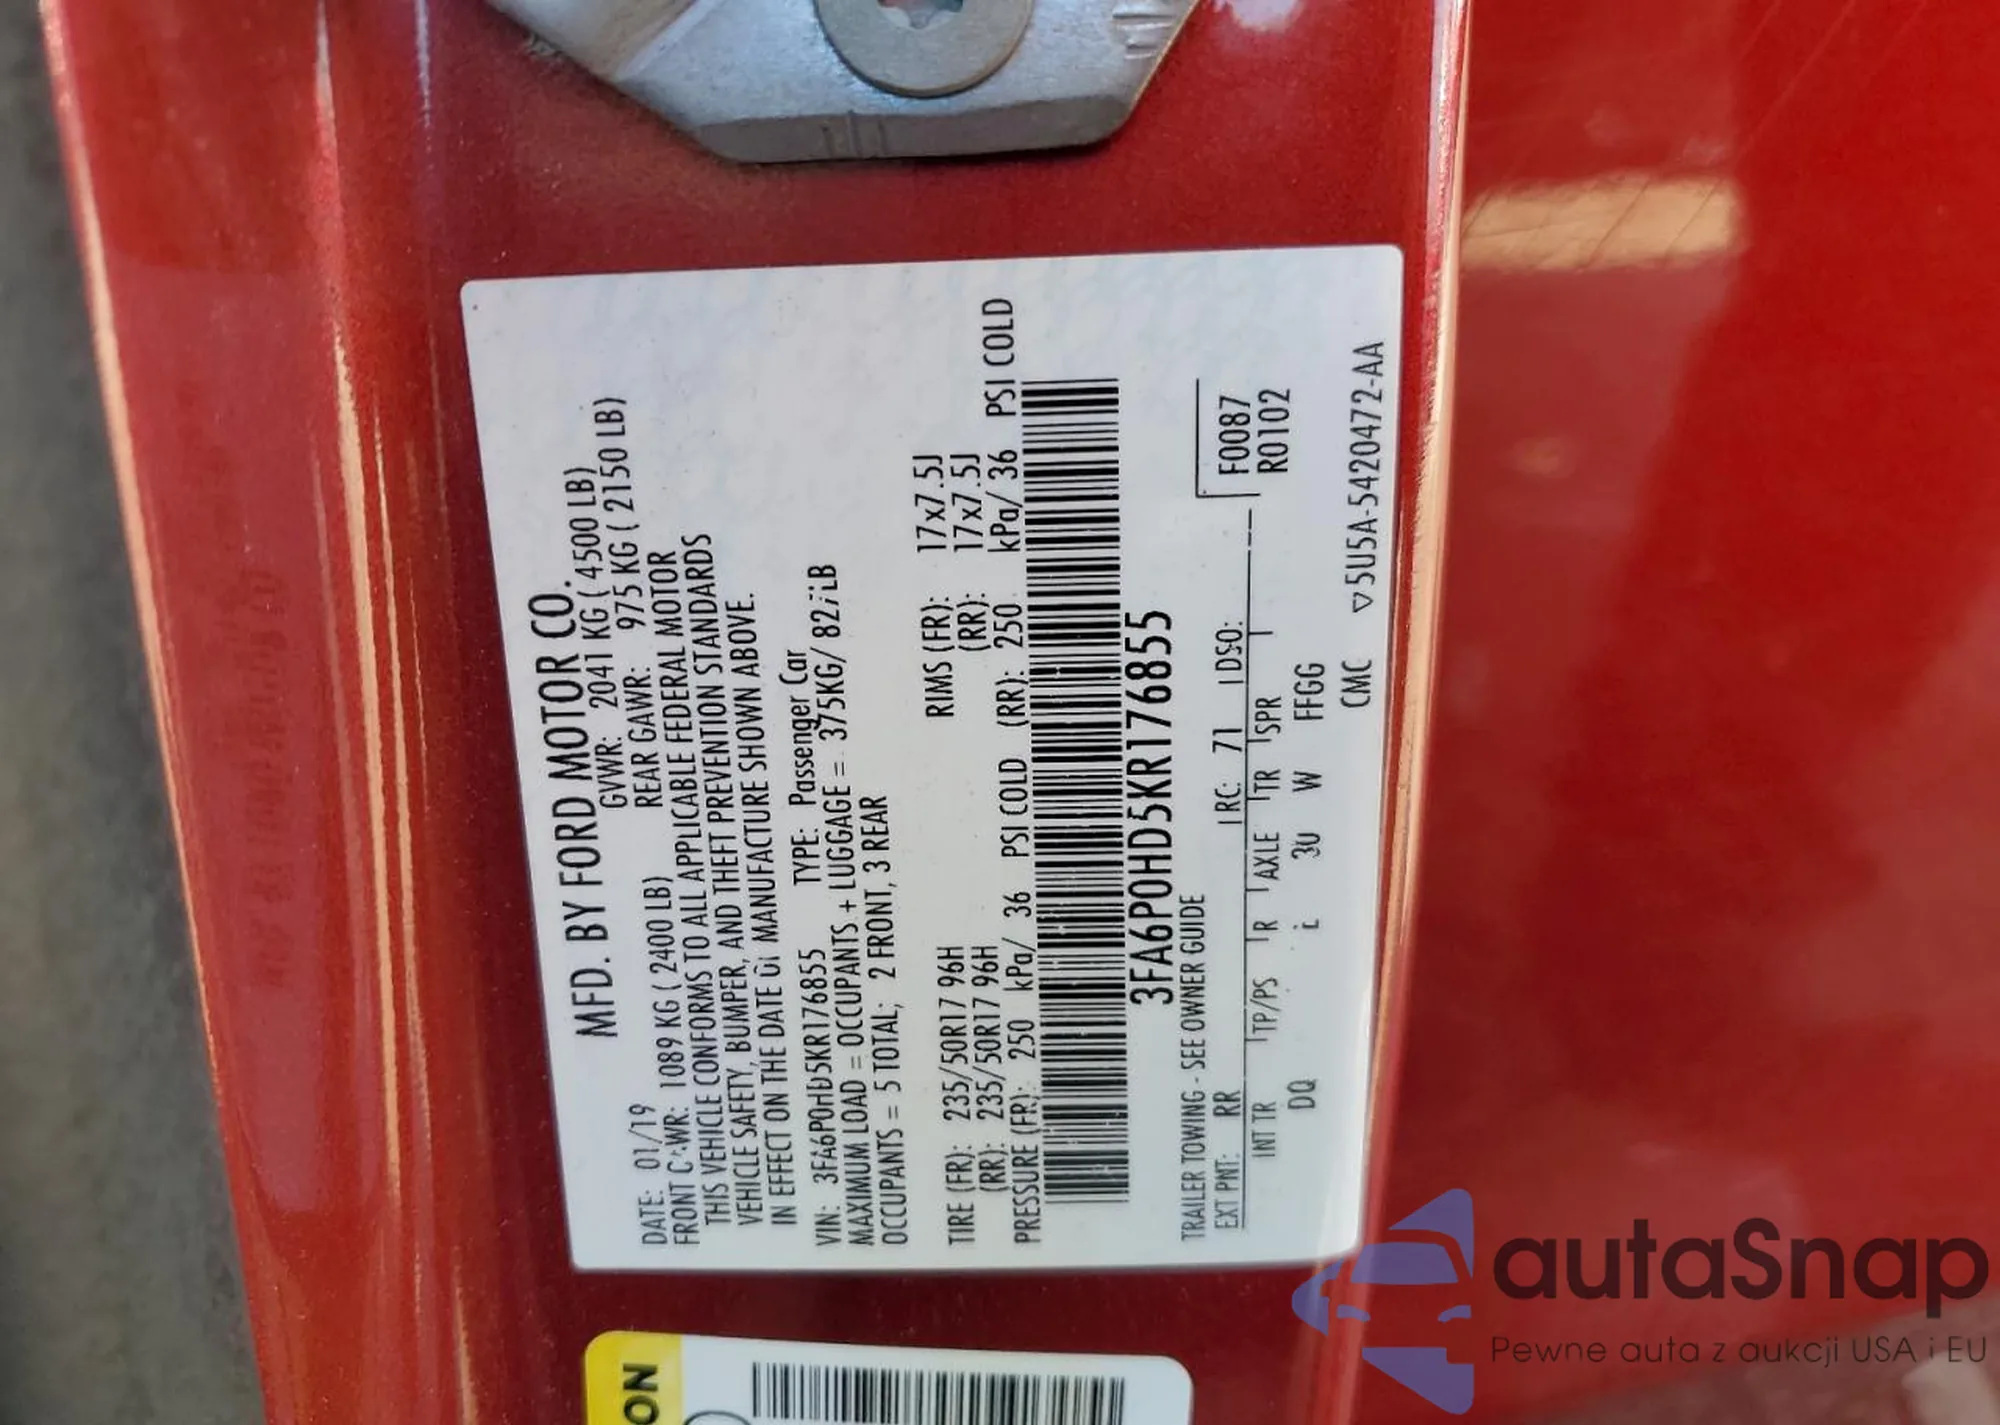 MFD. BY FORD MOTOR CO.
DATE: 01/19 GVWR: 2041 KG ( 4500 LB)
FRONT GAWR: 1089 KG ( 2400 LB) REAR GAWR: 975 KG ( 2150 LB)
THIS VEHICLE CONFORMS TO ALL APPLICABLE FEDERAL MOTOR
VEHICLE SAFETY, BUMPER, AND THEFT PREVENTION STANDARDS
IN EFFECT ON THE DATE OF MANUFACTURE SHOWN ABOVE.
VIN: 3FA6P0HD5KR176855 TYPE: Passenger Car
MAXIMUM LOAD = OCCUPANTS + LUGGAGE = 375KG/
OCCUPANTS = 5 TOTAL; 2 FRONT, 3 REAR
TIRE (FR): 235/50R17 96H RIMS (FR): 17x7.5J
(RR): 235/50R17 96H (RR): 17x7.5J
PRESSURE (FR): 250 kPa/ 36 PSI COLD (RR): 250 kPa/ 36 PSI COLD
3FA6P0HD5KR176855
TRAILER TOWING - SEE OWNER GUIDE
EXT PNT: RR RC: 71 DSO: F0087
INT TR TP/PS R AXLE TR SPR R0102
DQ L 3U W FFGG
CMC ▽5U5A-5420472-AA
ON
autaSnap
Pewne auta z aukcji USA i EU